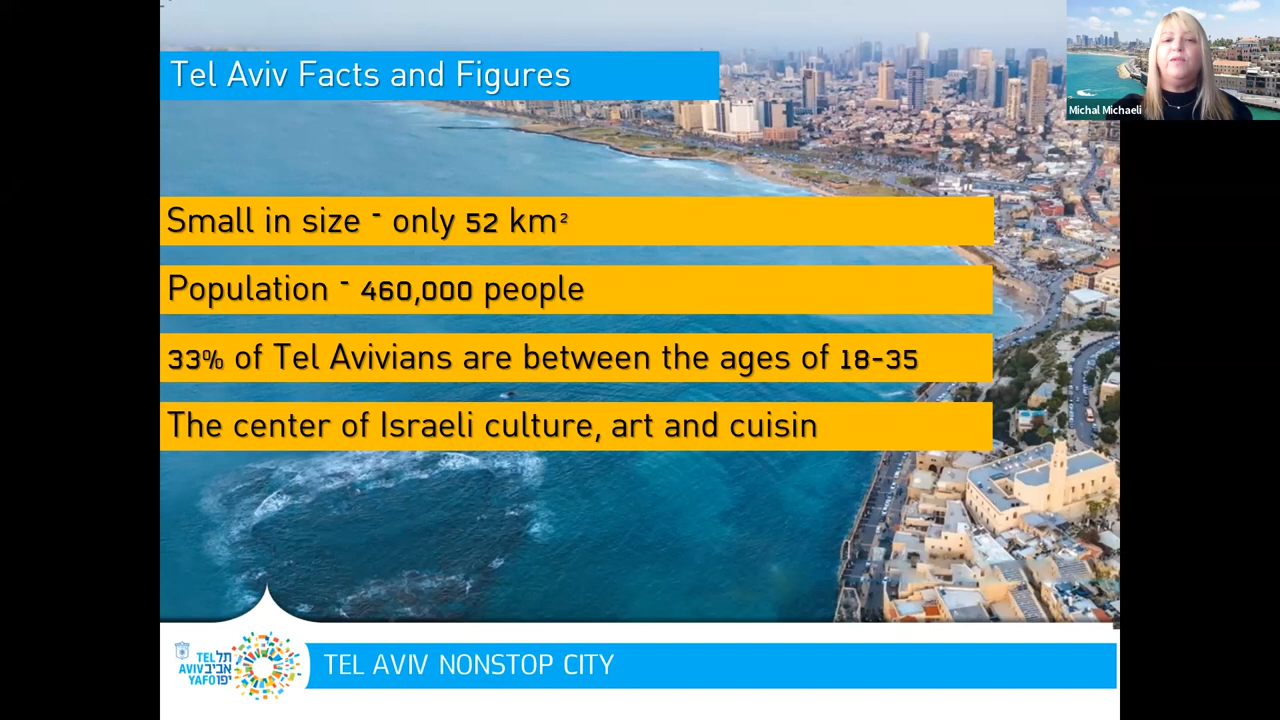 Tel Aviv Facts and Figures
Michal Michaeli
Small in size - only 52 km²
Population - 460,000 people
33% of Tel Avivians are between the ages of 18-35
The center of Israeli culture, art and cuisin
TEL תל
AVIV אביב
YAFO יפו
TEL AVIV NONSTOP CITY